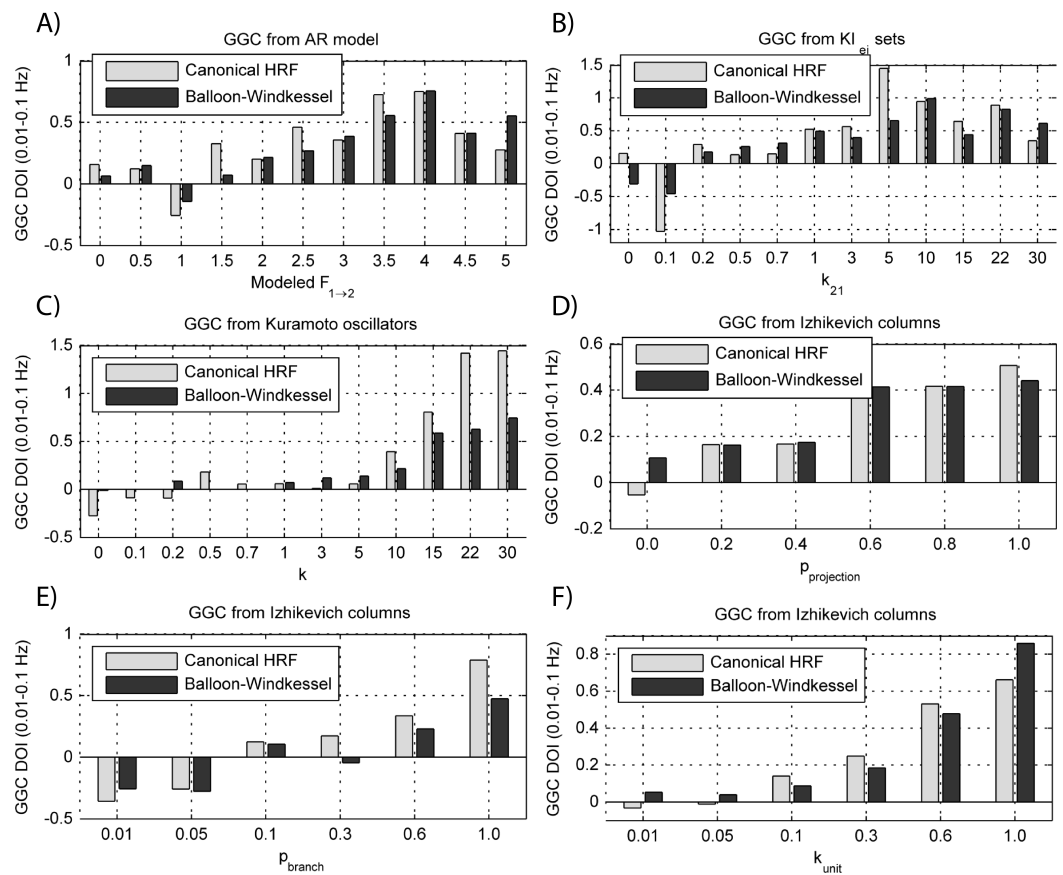 A)
GGC from AR model
Canonical HRF
Balloon-Windkessel
GGC DOI (0.01-0.1 Hz)
1
0.5
0
-0.5
0 0.5 1 1.5 2 2.5 3 3.5 4 4.5 5
Modeled F1→2
B)
GGC from KIei sets
Canonical HRF
Balloon-Windkessel
GGC DOI (0.01-0.1 Hz)
1.5
1
0.5
0
-0.5
-1
0 0.1 0.2 0.5 0.7 1 3 5 10 15 22 30
k21
C)
GGC from Kuramoto oscillators
Canonical HRF
Balloon-Windkessel
GGC DOI (0.01-0.1 Hz)
1.5
1
0.5
0
-0.5
0 0.1 0.2 0.5 0.7 1 3 5 10 15 22 30
k
D)
GGC from Izhikevich columns
Canonical HRF
Balloon-Windkessel
GGC DOI (0.01-0.1 Hz)
0.6
0.4
0.2
0
-0.2
0.0 0.2 0.4 0.6 0.8 1.0
pprojection
E)
GGC from Izhikevich columns
Canonical HRF
Balloon-Windkessel
GGC DOI (0.01-0.1 Hz)
1
0.5
0
-0.5
0.01 0.05 0.1 0.3 0.6 1.0
pbranch
F)
GGC from Izhikevich columns
Canonical HRF
Balloon-Windkessel
GGC DOI (0.01-0.1 Hz)
0.8
0.6
0.4
0.2
0
0.01 0.05 0.1 0.3 0.6 1.0
kunit